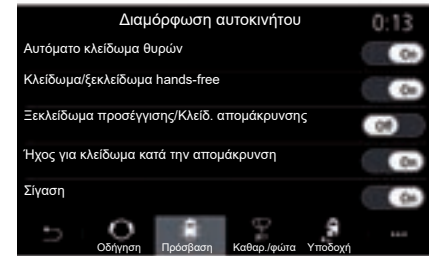 Διαμόρφωση αυτοκινήτου 0:13
Αυτόματο κλείδωμα θυρών On
Κλείδωμα/ξεκλείδωμα hands-free On
Ξεκλείδωμα προσέγγισης/Κλείδ. απομάκρυνσης Off
Ήχος για κλείδωμα κατά την απομάκρυνση On
Σίγαση On
Οδήγηση Πρόσβαση Καθαρ./φώτα Υποδοχή